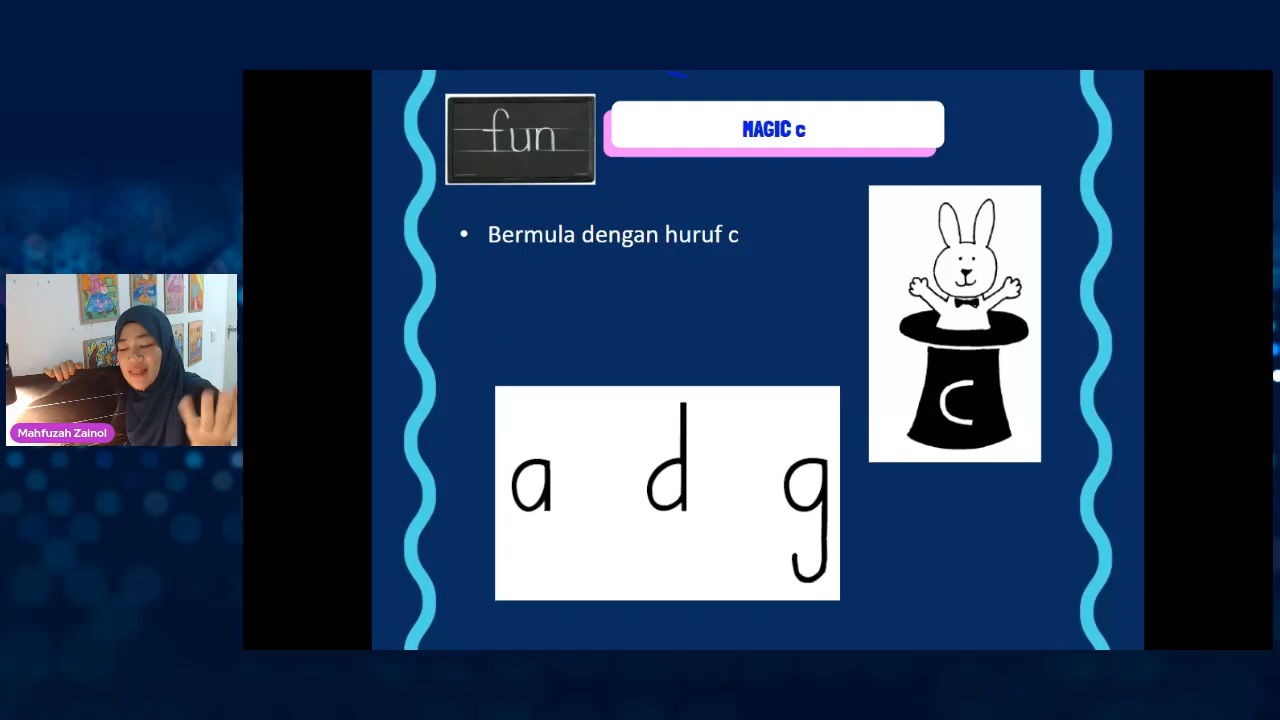 fun
MAGIC c
• Bermula dengan huruf c
c
a d g
Mahfuzah Zainol